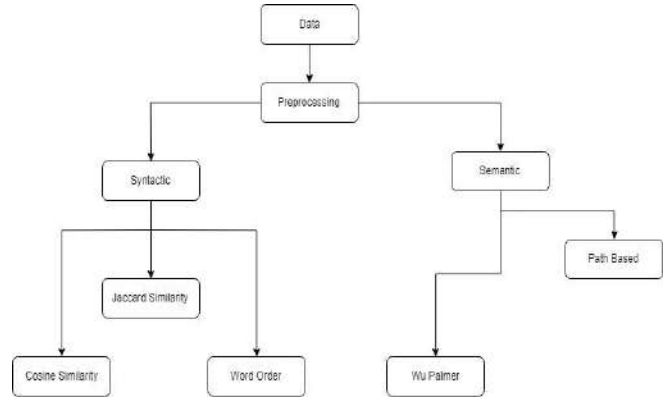 Data
Preprocessing
Syntactic
Semantic
Path Based
Jaccard Similarity
Cosine Similarity
Word Order
Wu Palmer